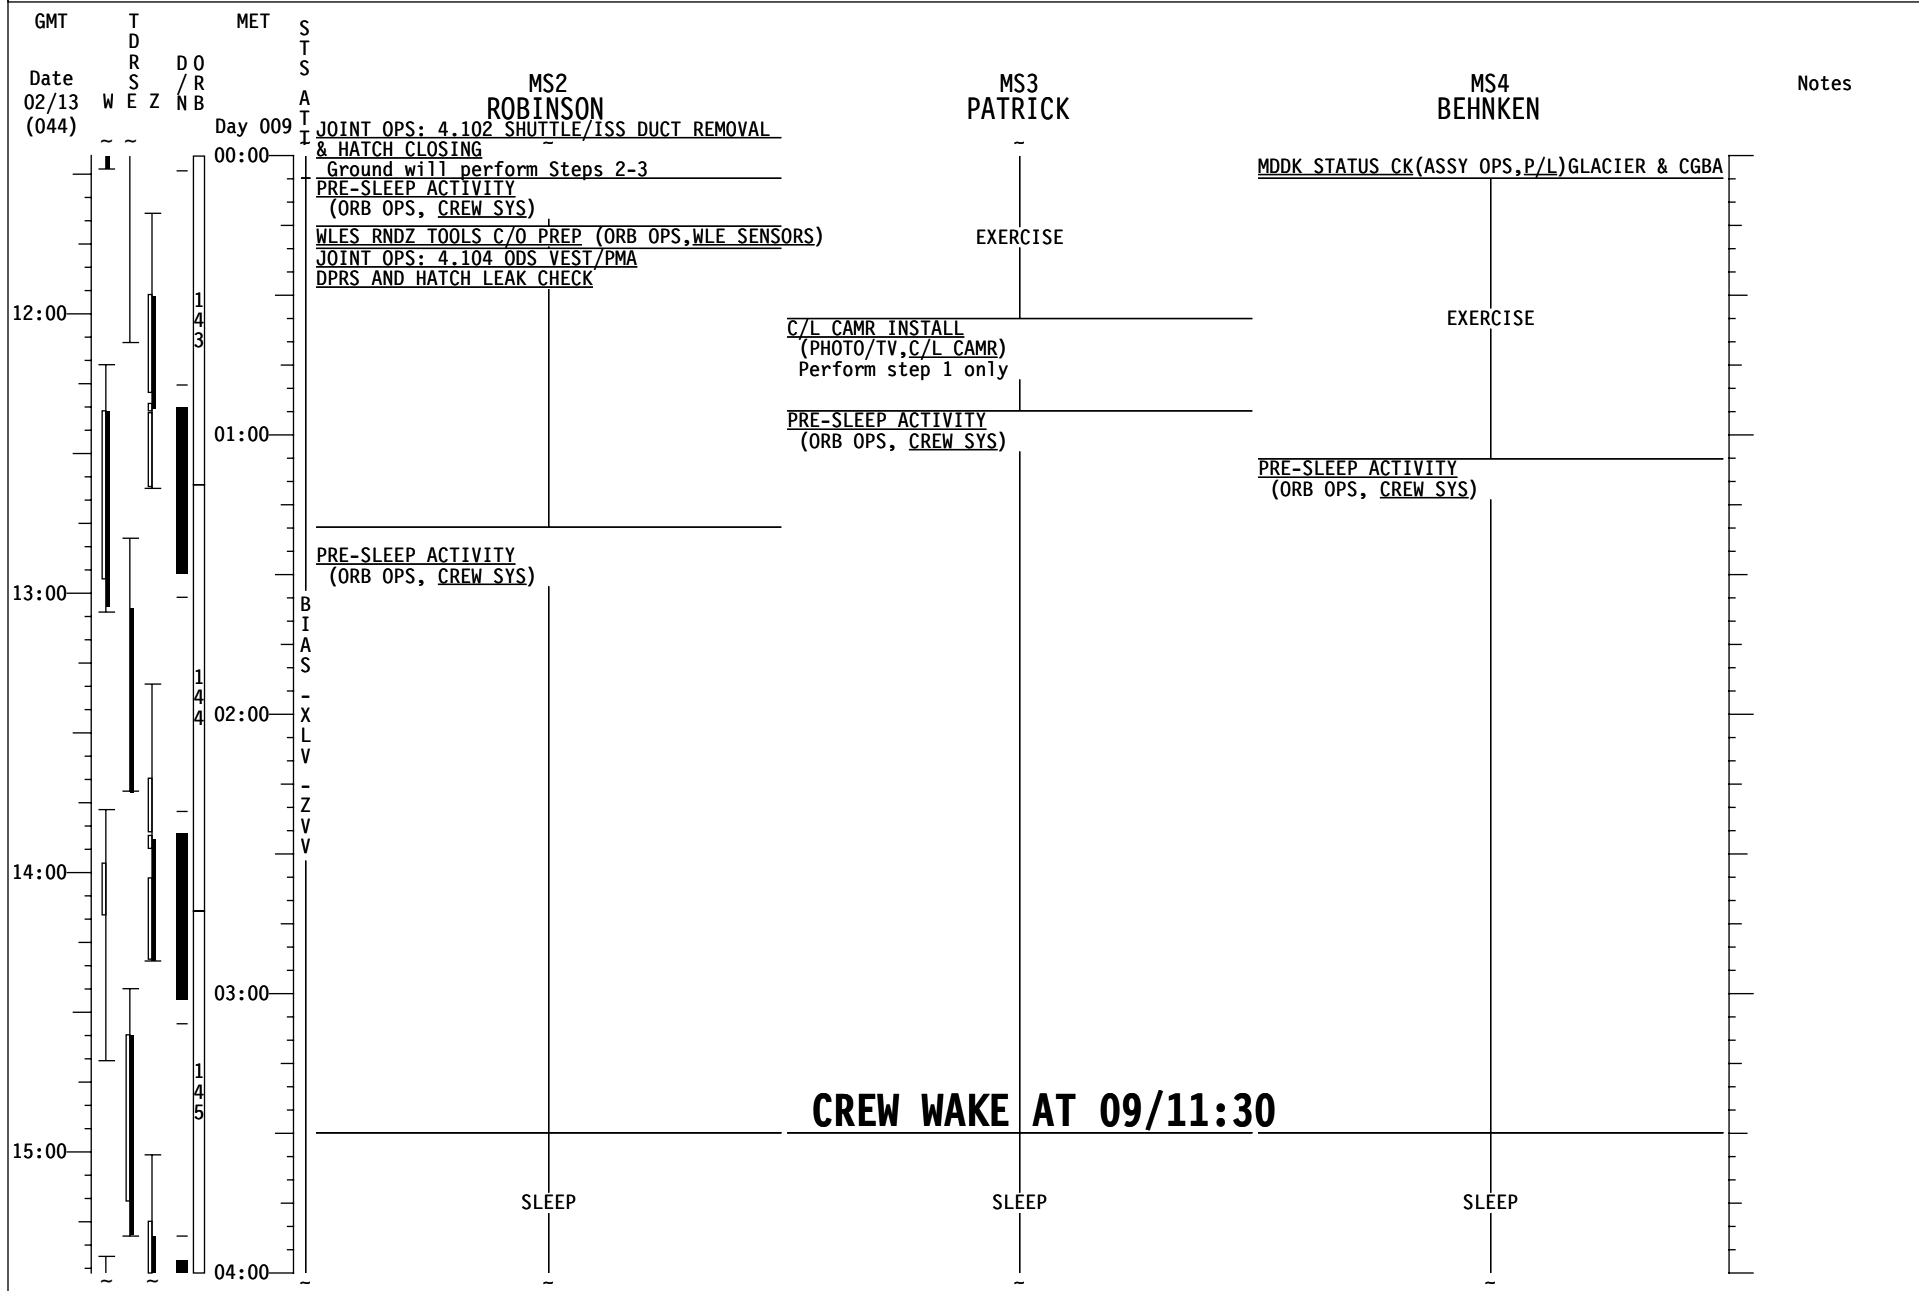 GMT
TDRS
MET
STS ATT
Date
02/13
(044)
W E Z
D/N
ORB
Day 009
MS2
ROBINSON
MS3
PATRICK
MS4
BEHNKEN
Notes
~ ~
~
~
~
00:00
JOINT OPS: 4.102 SHUTTLE/ISS DUCT REMOVAL
& HATCH CLOSING
Ground will perform Steps 2-3
MDDK STATUS CK(ASSY OPS,P/L)GLACIER & CGBA
PRE-SLEEP ACTIVITY
(ORB OPS, CREW SYS)
WLES RNDZ TOOLS C/O PREP (ORB OPS,WLE SENSORS)
EXERCISE
JOINT OPS: 4.104 ODS VEST/PMA
DPRS AND HATCH LEAK CHECK
12:00
143
EXERCISE
C/L CAMR INSTALL
(PHOTO/TV,C/L CAMR)
Perform step 1 only
01:00
PRE-SLEEP ACTIVITY
(ORB OPS, CREW SYS)
PRE-SLEEP ACTIVITY
(ORB OPS, CREW SYS)
PRE-SLEEP ACTIVITY
(ORB OPS, CREW SYS)
13:00
BIAS -XLV -ZVV
144
02:00
14:00
03:00
145
CREW WAKE AT 09/11:30
15:00
SLEEP
SLEEP
SLEEP
04:00
~ ~
~
~
~
~